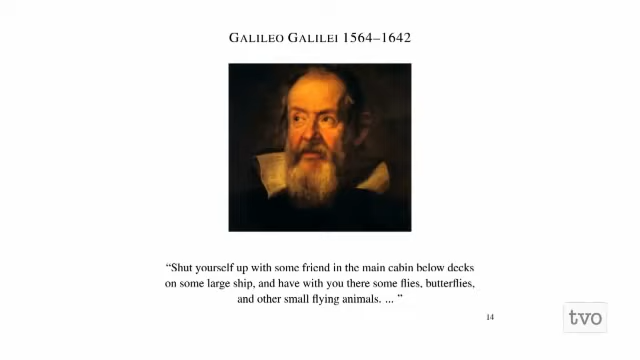 GALILEO GALILEI 1564–1642
“Shut yourself up with some friend in the main cabin below decks
on some large ship, and have with you there some flies, butterflies,
and other small flying animals. ... ”
14
tvo